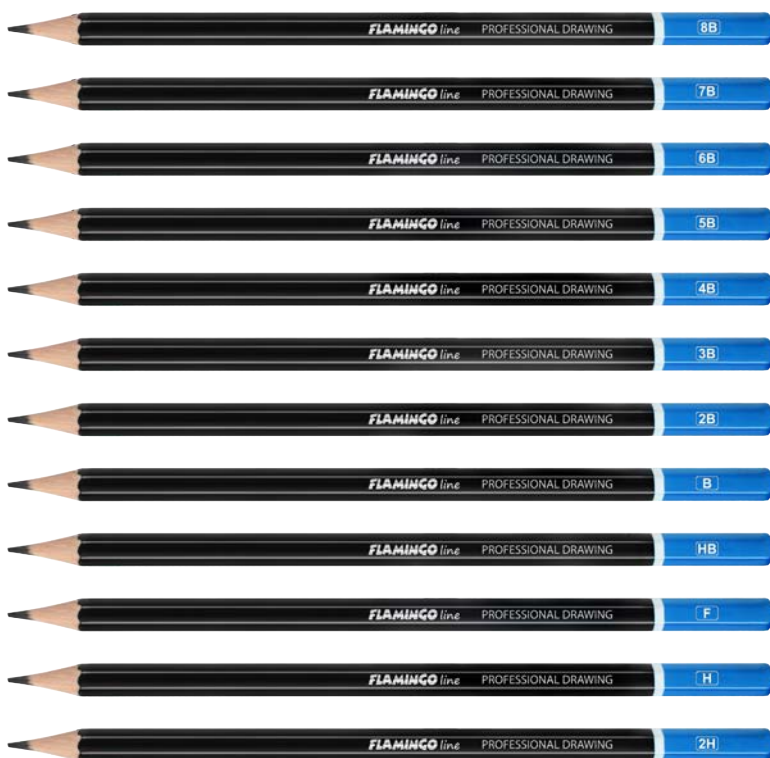 FLAMINGO line PROFESSIONAL DRAWING 8B
FLAMINGO line PROFESSIONAL DRAWING 7B
FLAMINGO line PROFESSIONAL DRAWING 6B
FLAMINGO line PROFESSIONAL DRAWING 5B
FLAMINGO line PROFESSIONAL DRAWING 4B
FLAMINGO line PROFESSIONAL DRAWING 3B
FLAMINGO line PROFESSIONAL DRAWING 2B
FLAMINGO line PROFESSIONAL DRAWING B
FLAMINGO line PROFESSIONAL DRAWING HB
FLAMINGO line PROFESSIONAL DRAWING F
FLAMINGO line PROFESSIONAL DRAWING H
FLAMINGO line PROFESSIONAL DRAWING 2H